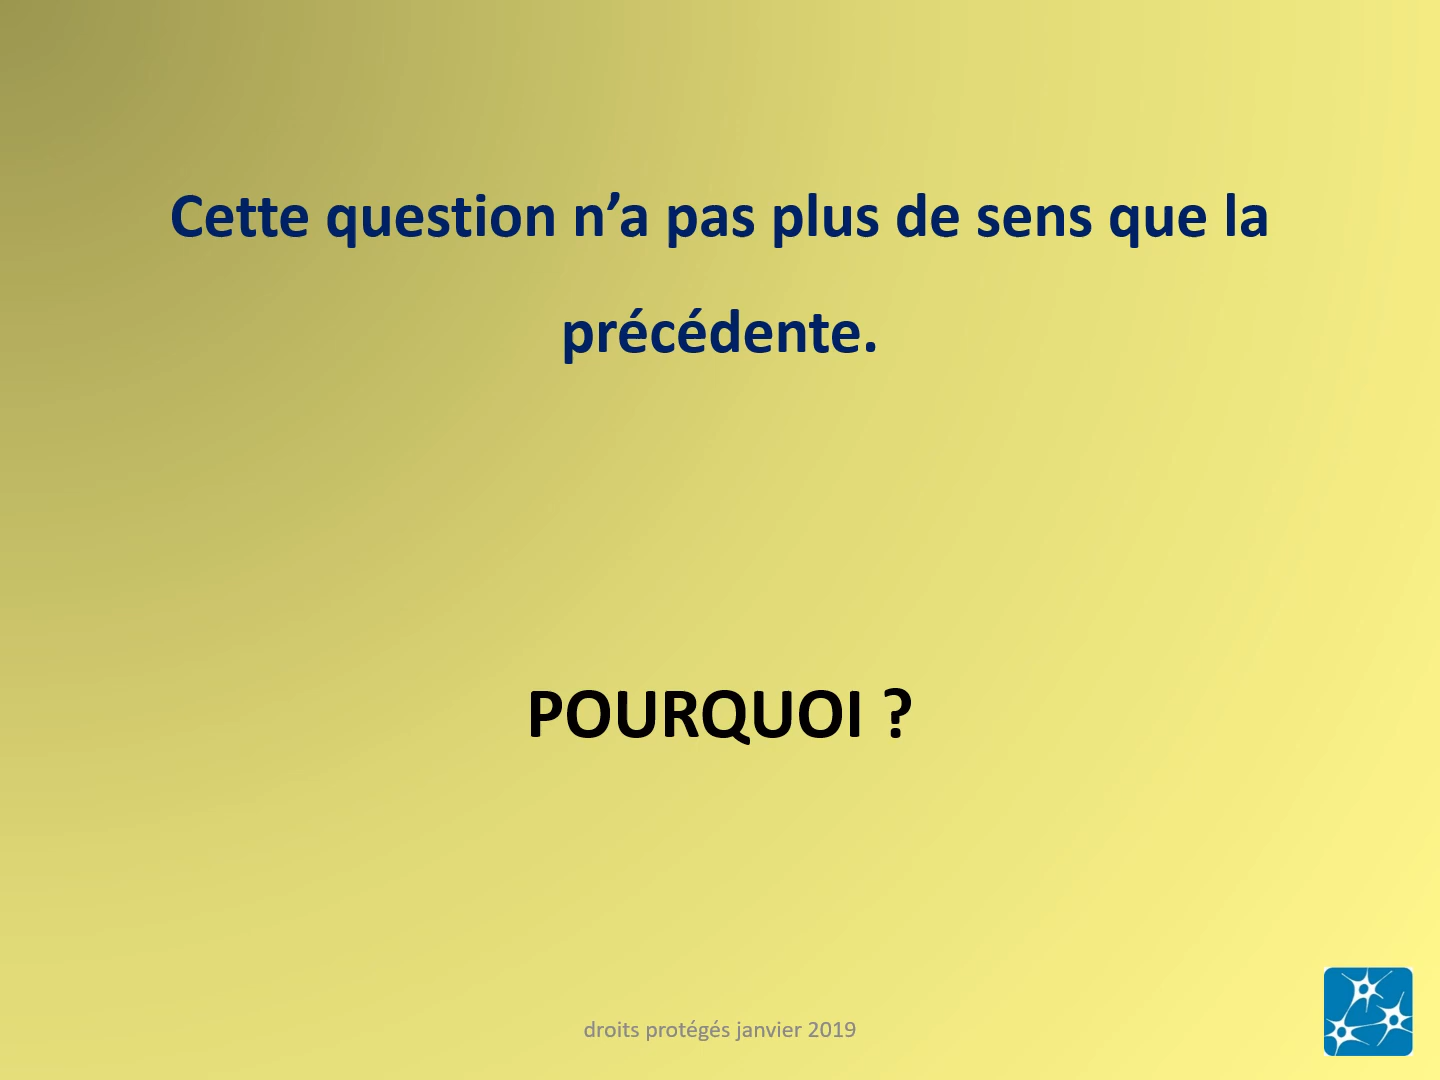 Cette question n’a pas plus de sens que la
précédente.
POURQUOI ?
droits protégés janvier 2019